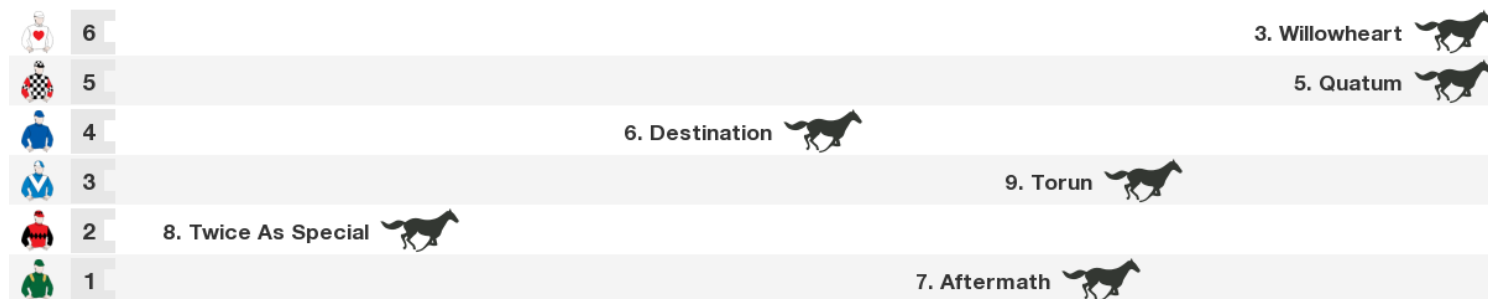 6 3. Willowheart
5 5. Quatum
4 6. Destination
3 9. Torun
2 8. Twice As Special
1 7. Aftermath